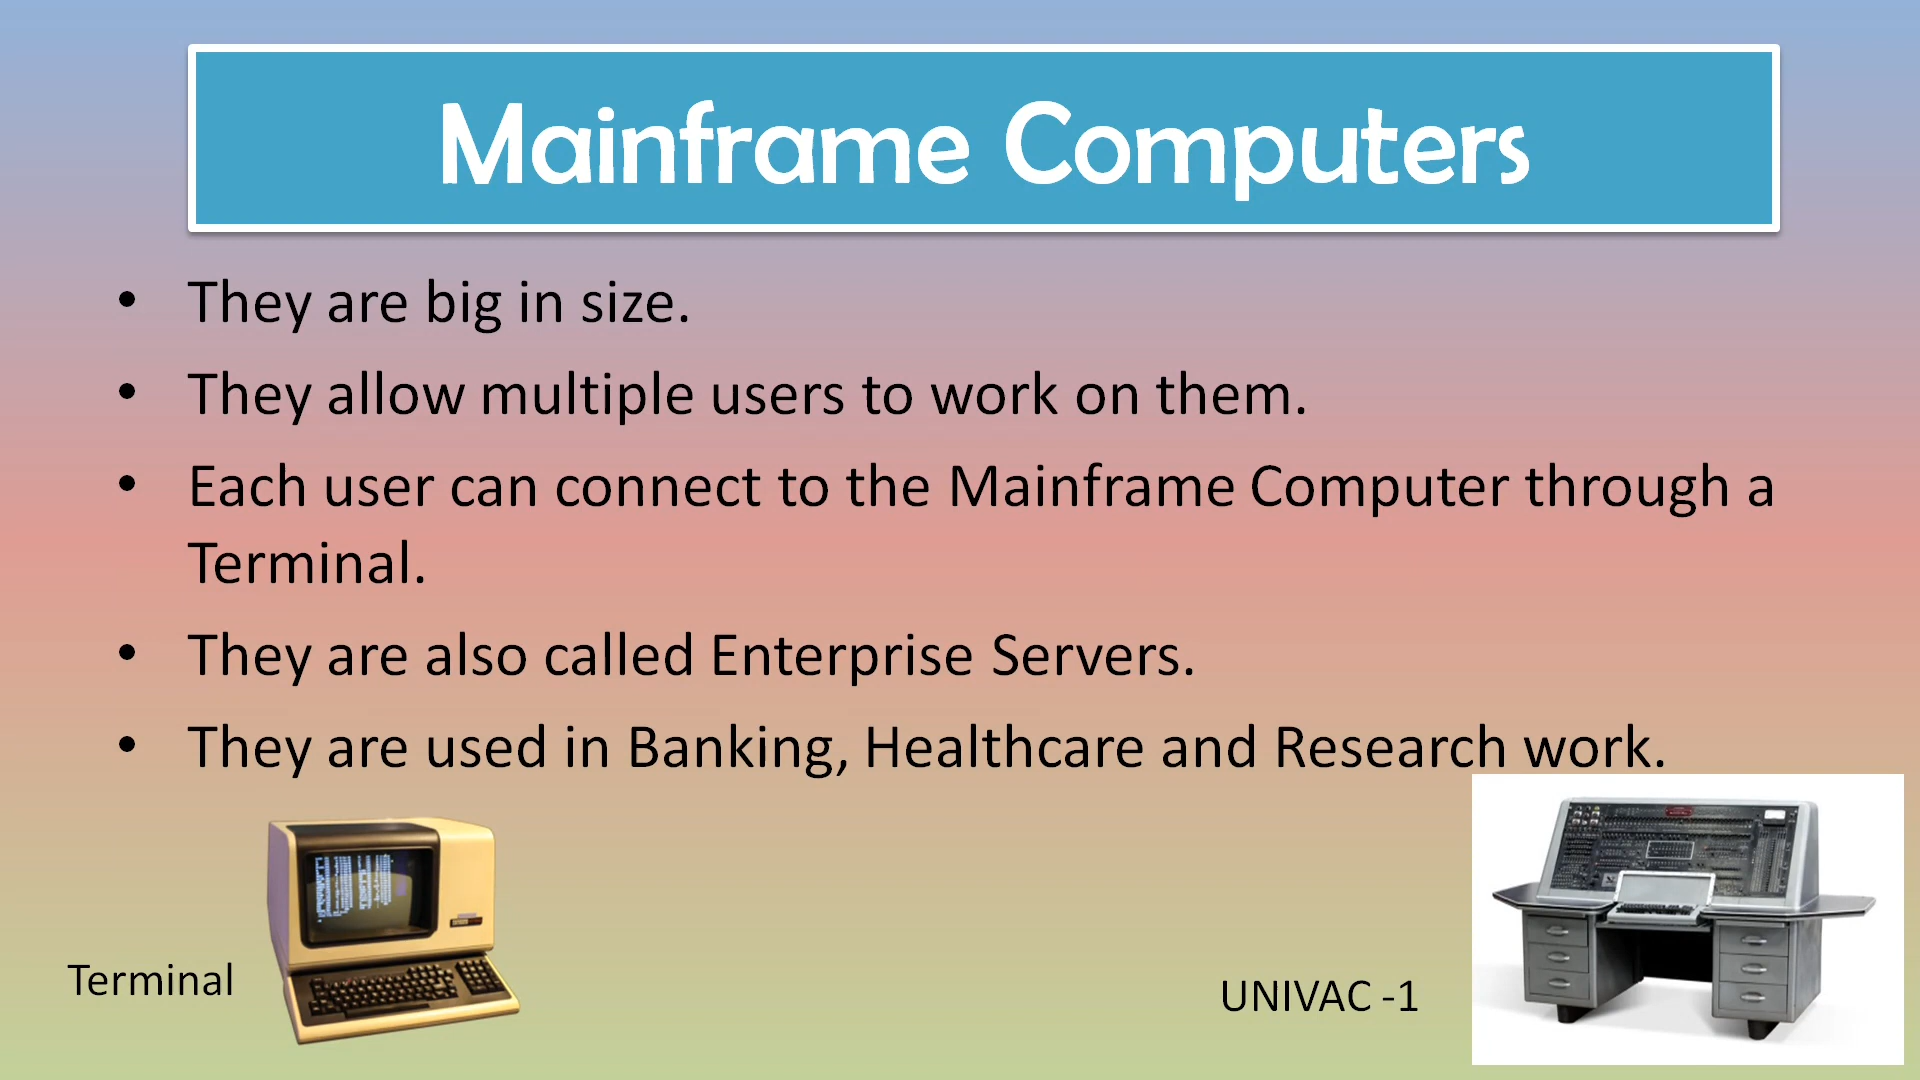 Mainframe Computers
• They are big in size.
• They allow multiple users to work on them.
• Each user can connect to the Mainframe Computer through a
Terminal.
• They are also called Enterprise Servers.
• They are used in Banking, Healthcare and Research work.
Terminal
UNIVAC -1